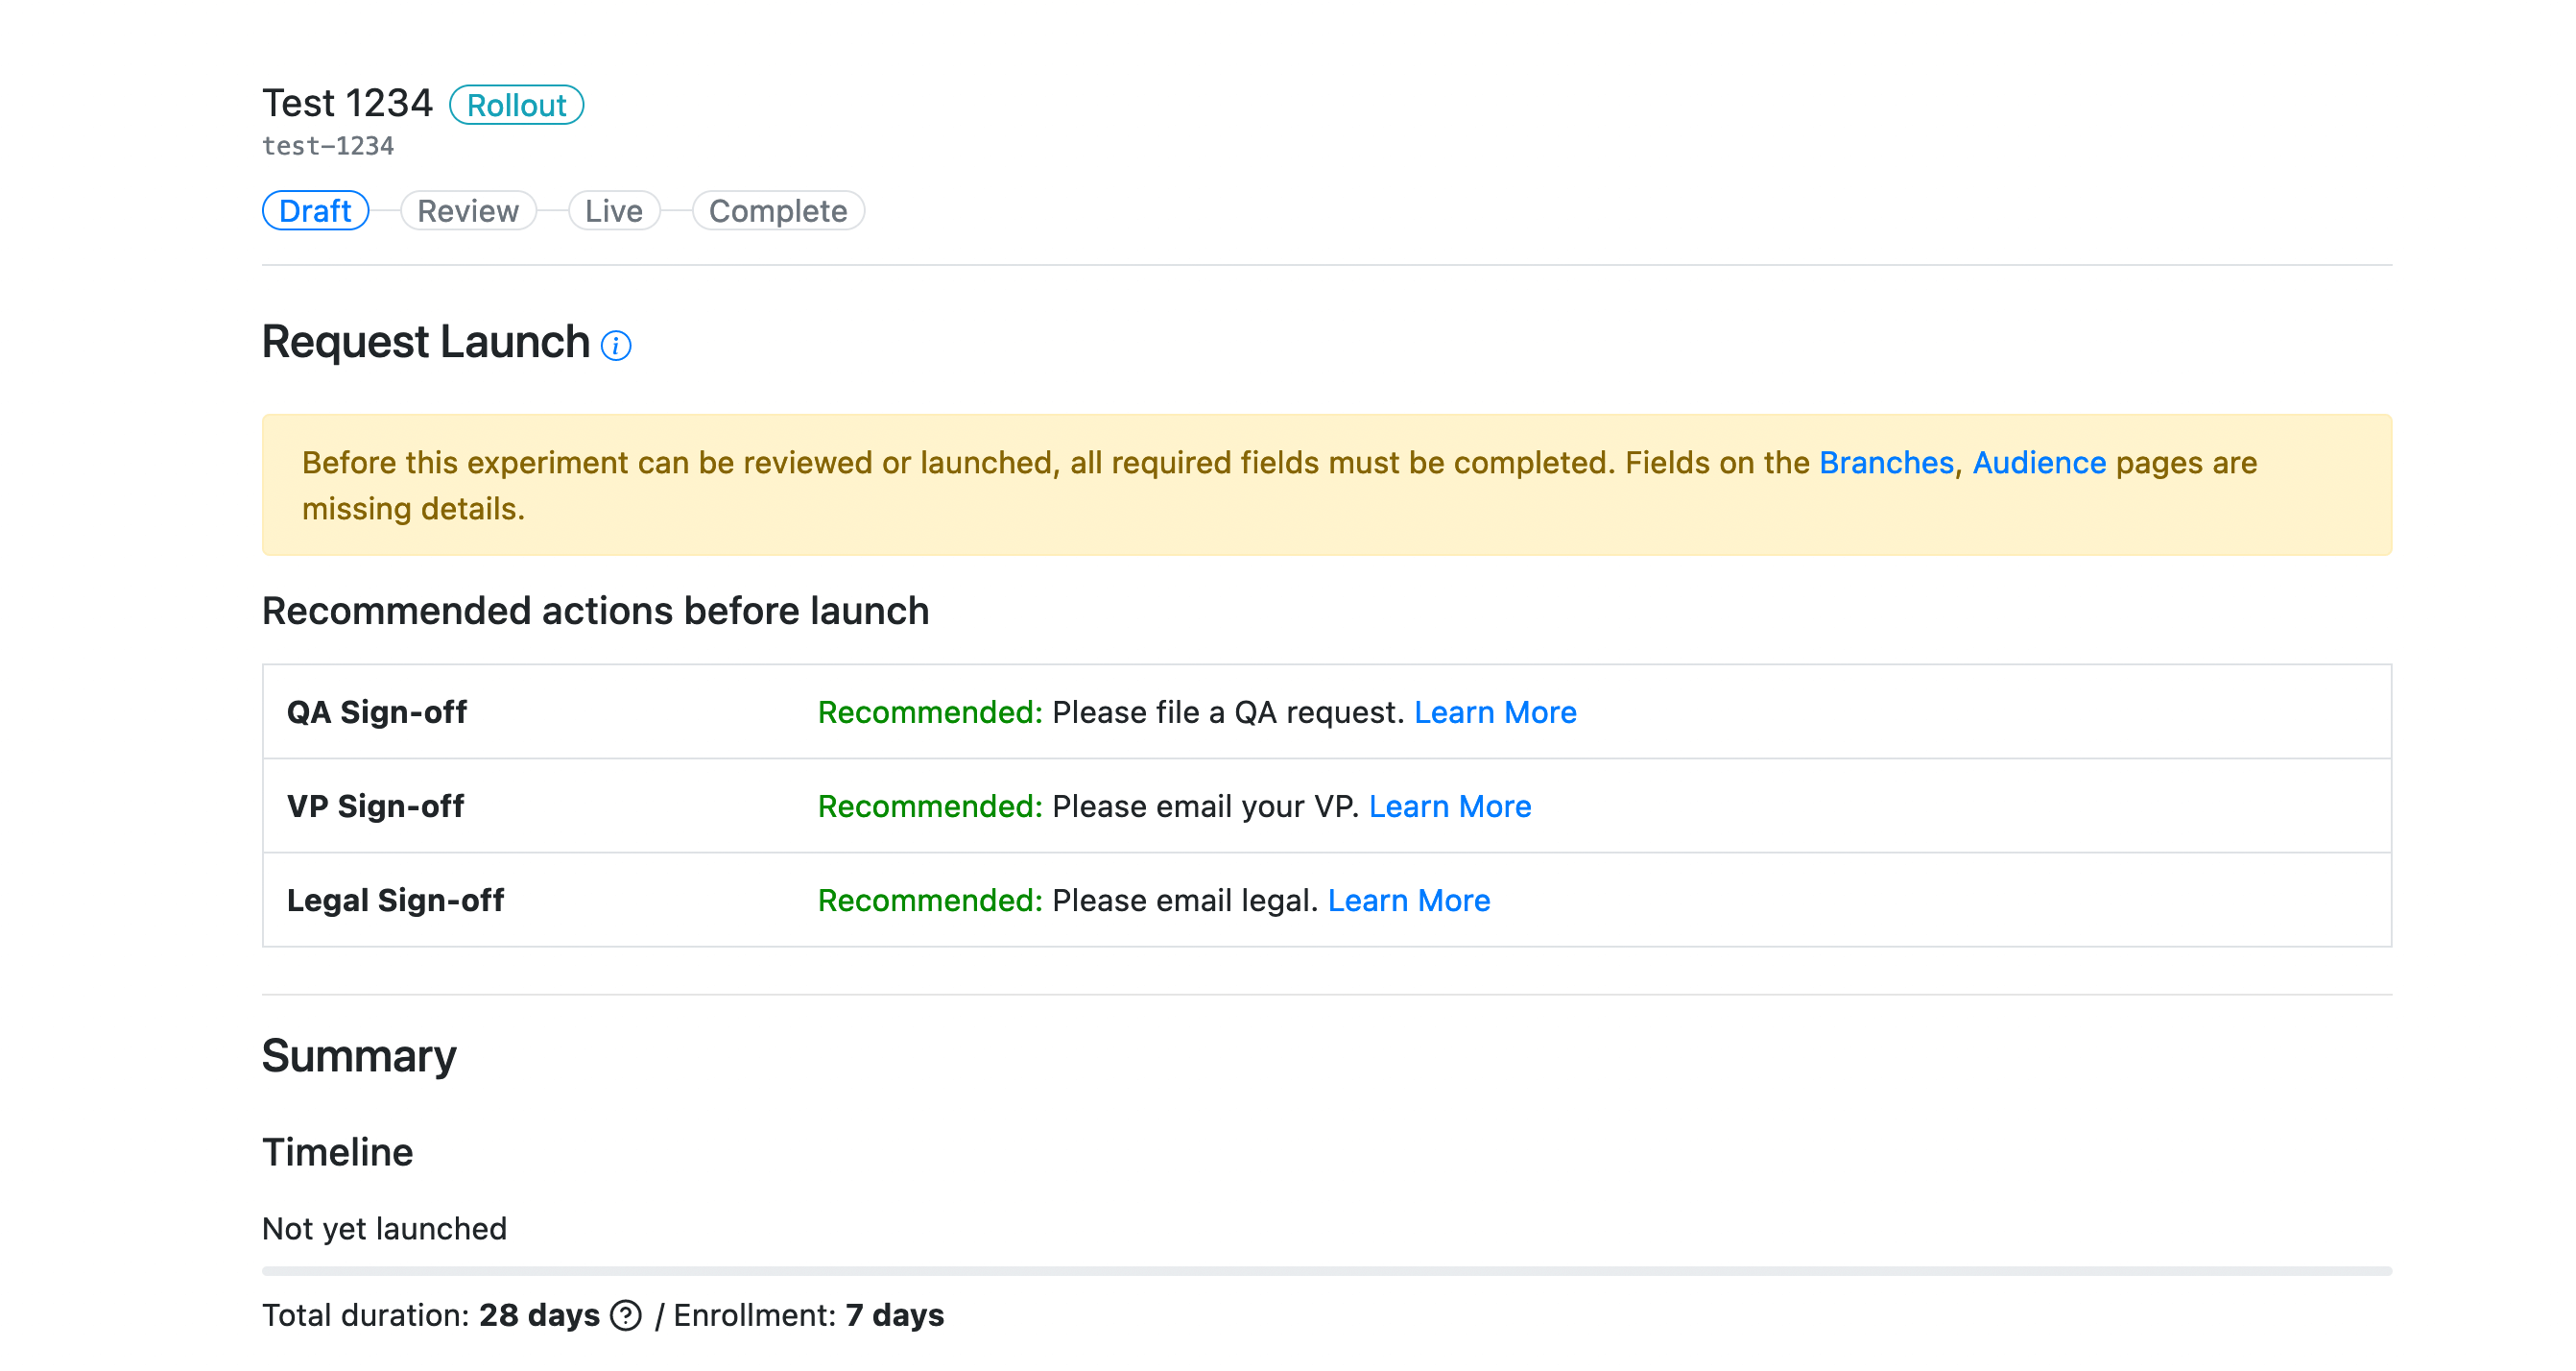 Test 1234 Rollout
test-1234
Draft Review Live Complete
Request Launch
Before this experiment can be reviewed or launched, all required fields must be completed. Fields on the Branches, Audience pages are
missing details.
Recommended actions before launch
QA Sign-off Recommended: Please file a QA request. Learn More
VP Sign-off Recommended: Please email your VP. Learn More
Legal Sign-off Recommended: Please email legal. Learn More
Summary
Timeline
Not yet launched
Total duration: 28 days / Enrollment: 7 days